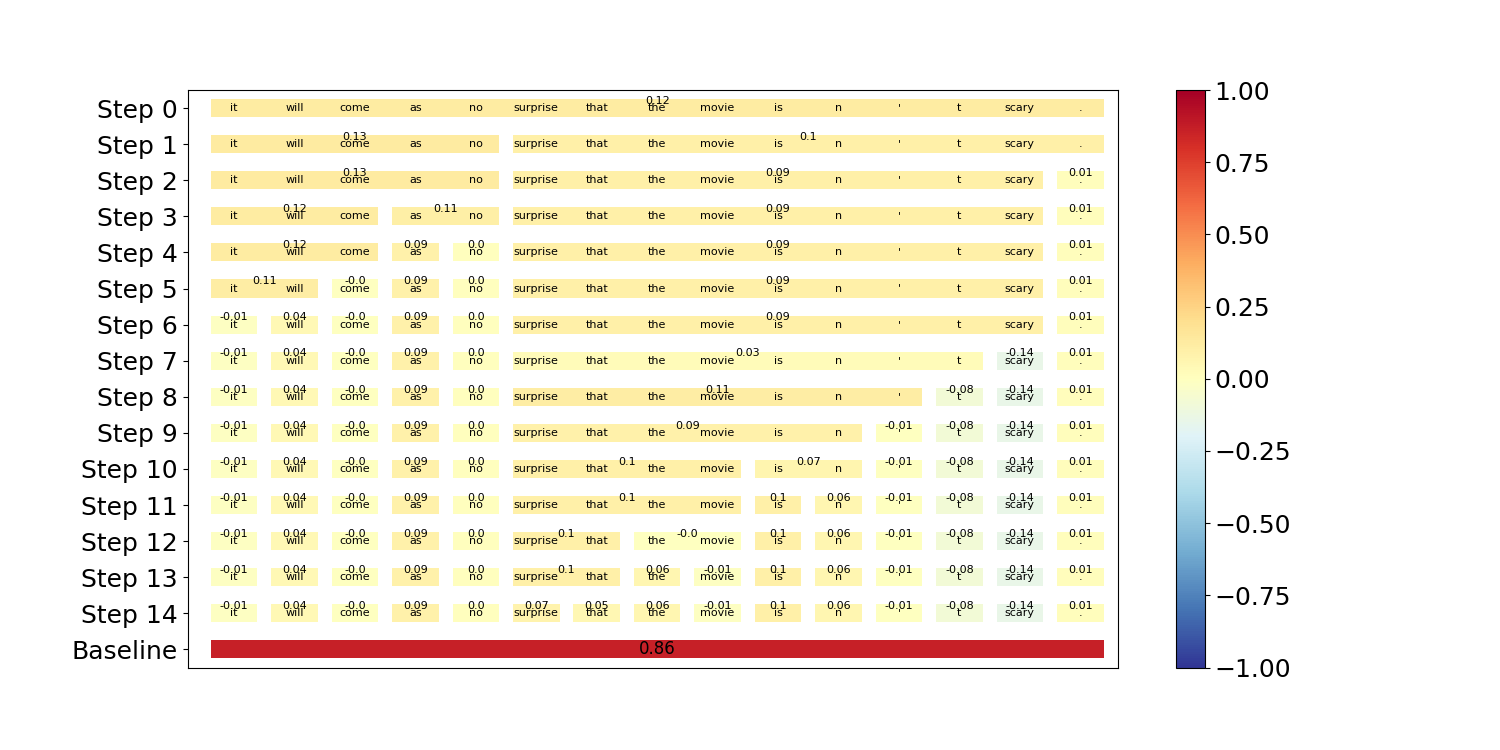 Step 0 it will come as no surprise that the movie is n ' t scary .
0.12
Step 1 it will come as no surprise that the movie is n ' t scary .
0.13 0.1
Step 2 it will come as no surprise that the movie is n ' t scary .
0.13 0.09 0.01
Step 3 it will come as no surprise that the movie is n ' t scary .
0.12 0.11 0.09 0.01
Step 4 it will come as no surprise that the movie is n ' t scary .
0.12 0.09 0.0 0.09 0.01
Step 5 it will come as no surprise that the movie is n ' t scary .
0.11 -0.0 0.09 0.0 0.09 0.01
Step 6 it will come as no surprise that the movie is n ' t scary .
-0.01 0.04 -0.0 0.09 0.0 0.09 0.01
Step 7 it will come as no surprise that the movie is n ' t scary .
-0.01 0.04 -0.0 0.09 0.0 0.03 -0.14 0.01
Step 8 it will come as no surprise that the movie is n ' t scary .
-0.01 0.04 -0.0 0.09 0.0 0.11 -0.08 -0.14 0.01
Step 9 it will come as no surprise that the movie is n ' t scary .
-0.01 0.04 -0.0 0.09 0.0 0.09 -0.01 -0.08 -0.14 0.01
Step 10 it will come as no surprise that the movie is n ' t scary .
-0.01 0.04 -0.0 0.09 0.0 0.1 0.07 -0.01 -0.08 -0.14 0.01
Step 11 it will come as no surprise that the movie is n ' t scary .
-0.01 0.04 -0.0 0.09 0.0 0.1 0.1 0.06 -0.01 -0.08 -0.14 0.01
Step 12 it will come as no surprise that the movie is n ' t scary .
-0.01 0.04 -0.0 0.09 0.0 0.1 -0.0 0.1 0.06 -0.01 -0.08 -0.14 0.01
Step 13 it will come as no surprise that the movie is n ' t scary .
-0.01 0.04 -0.0 0.09 0.0 0.1 0.06 -0.01 0.1 0.06 -0.01 -0.08 -0.14 0.01
Step 14 it will come as no surprise that the movie is n ' t scary .
-0.01 0.04 -0.0 0.09 0.0 0.07 0.05 0.06 -0.01 0.1 0.06 -0.01 -0.08 -0.14 0.01
Baseline 0.86
1.00
0.75
0.50
0.25
0.00
−0.25
−0.50
−0.75
−1.00